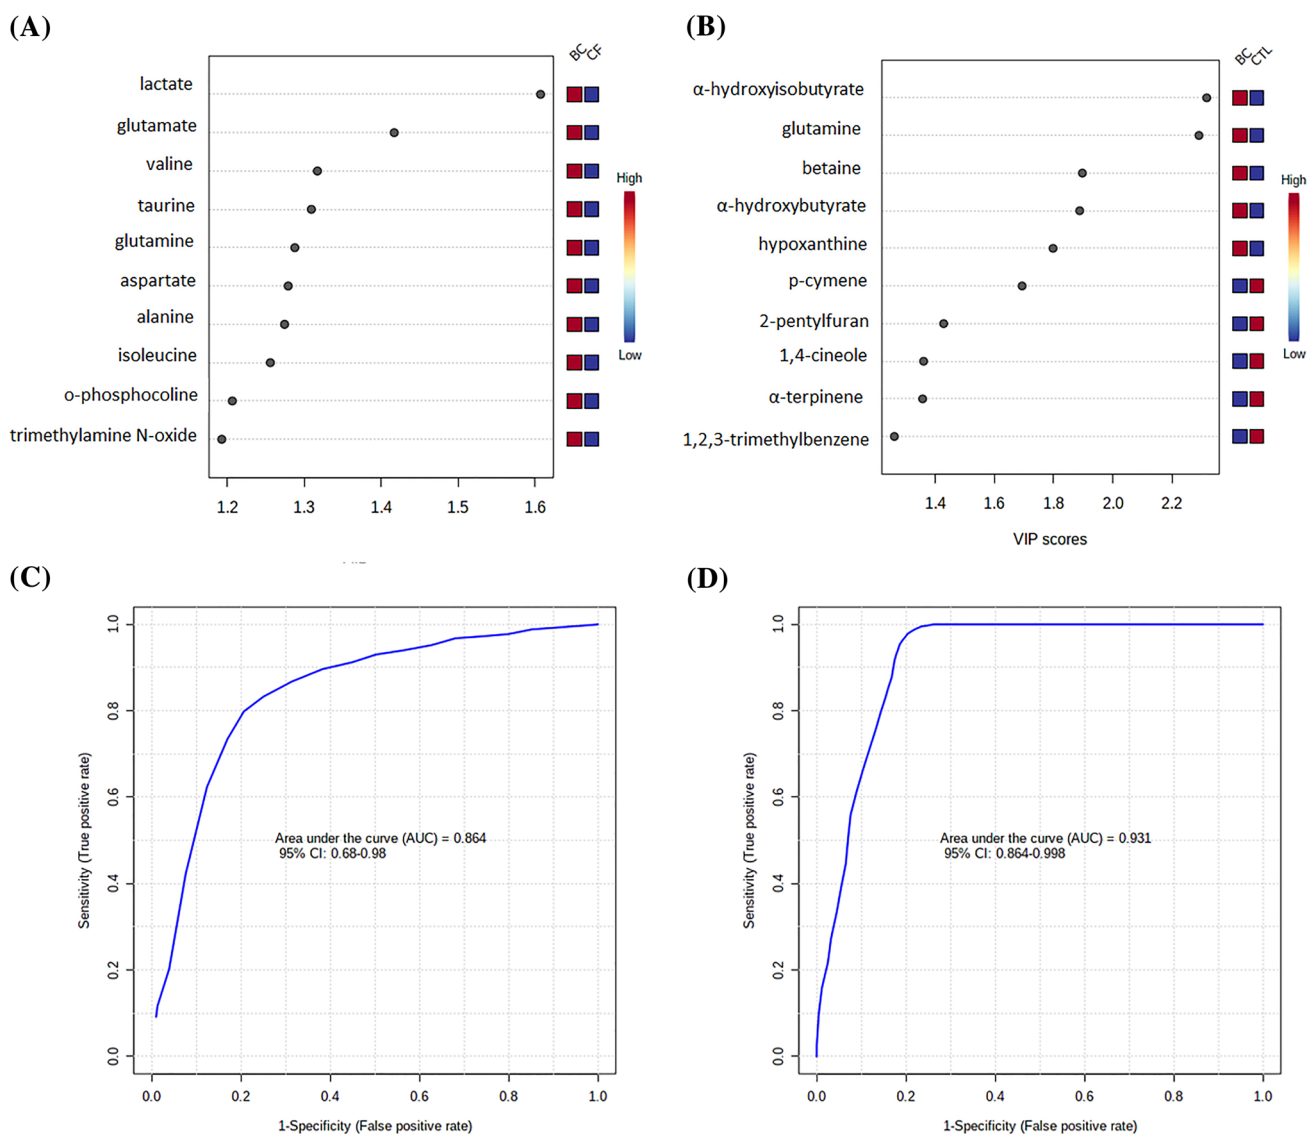 (A)
BC CF
lactate
glutamate
valine
taurine
glutamine
aspartate
alanine
isoleucine
o-phosphocoline
trimethylamine N-oxide
High
Low
1.2 1.3 1.4 1.5 1.6
(B)
BC CTL
α-hydroxyisobutyrate
glutamine
betaine
α-hydroxybutyrate
hypoxanthine
p-cymene
2-pentylfuran
1,4-cineole
α-terpinene
1,2,3-trimethylbenzene
High
Low
1.4 1.6 1.8 2.0 2.2
VIP scores
(C)
Sensitivity (True positive rate)
1.0
0.8
0.6
0.4
0.2
0.0
Area under the curve (AUC) = 0.864
95% CI: 0.68-0.98
0.0 0.2 0.4 0.6 0.8 1.0
1-Specificity (False positive rate)
(D)
Sensitivity (True positive rate)
1.0
0.8
0.6
0.4
0.2
0.0
Area under the curve (AUC) = 0.931
95% CI: 0.864-0.998
0.0 0.2 0.4 0.6 0.8 1.0
1-Specificity (False positive rate)